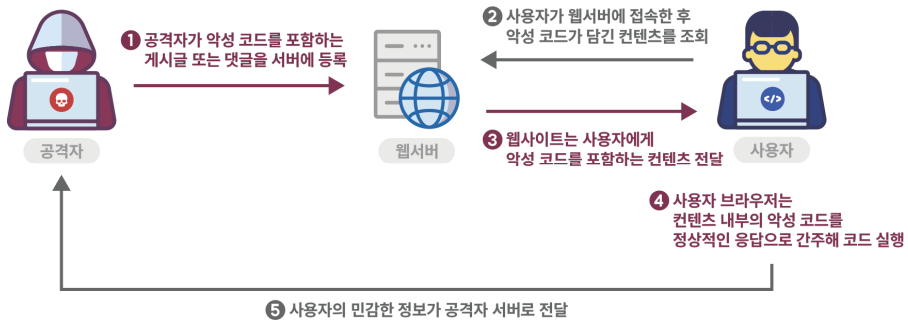 ❶ 공격자가 악성 코드를 포함하는
게시글 또는 댓글을 서버에 등록
❷ 사용자가 웹서버에 접속한 후
악성 코드가 담긴 컨텐츠를 조회
</>
❸ 웹사이트는 사용자에게
악성 코드를 포함하는 컨텐츠 전달
공격자
웹서버
사용자
❹ 사용자 브라우저는
컨텐츠 내부의 악성 코드를
정상적인 응답으로 간주해 코드 실행
❺ 사용자의 민감한 정보가 공격자 서버로 전달